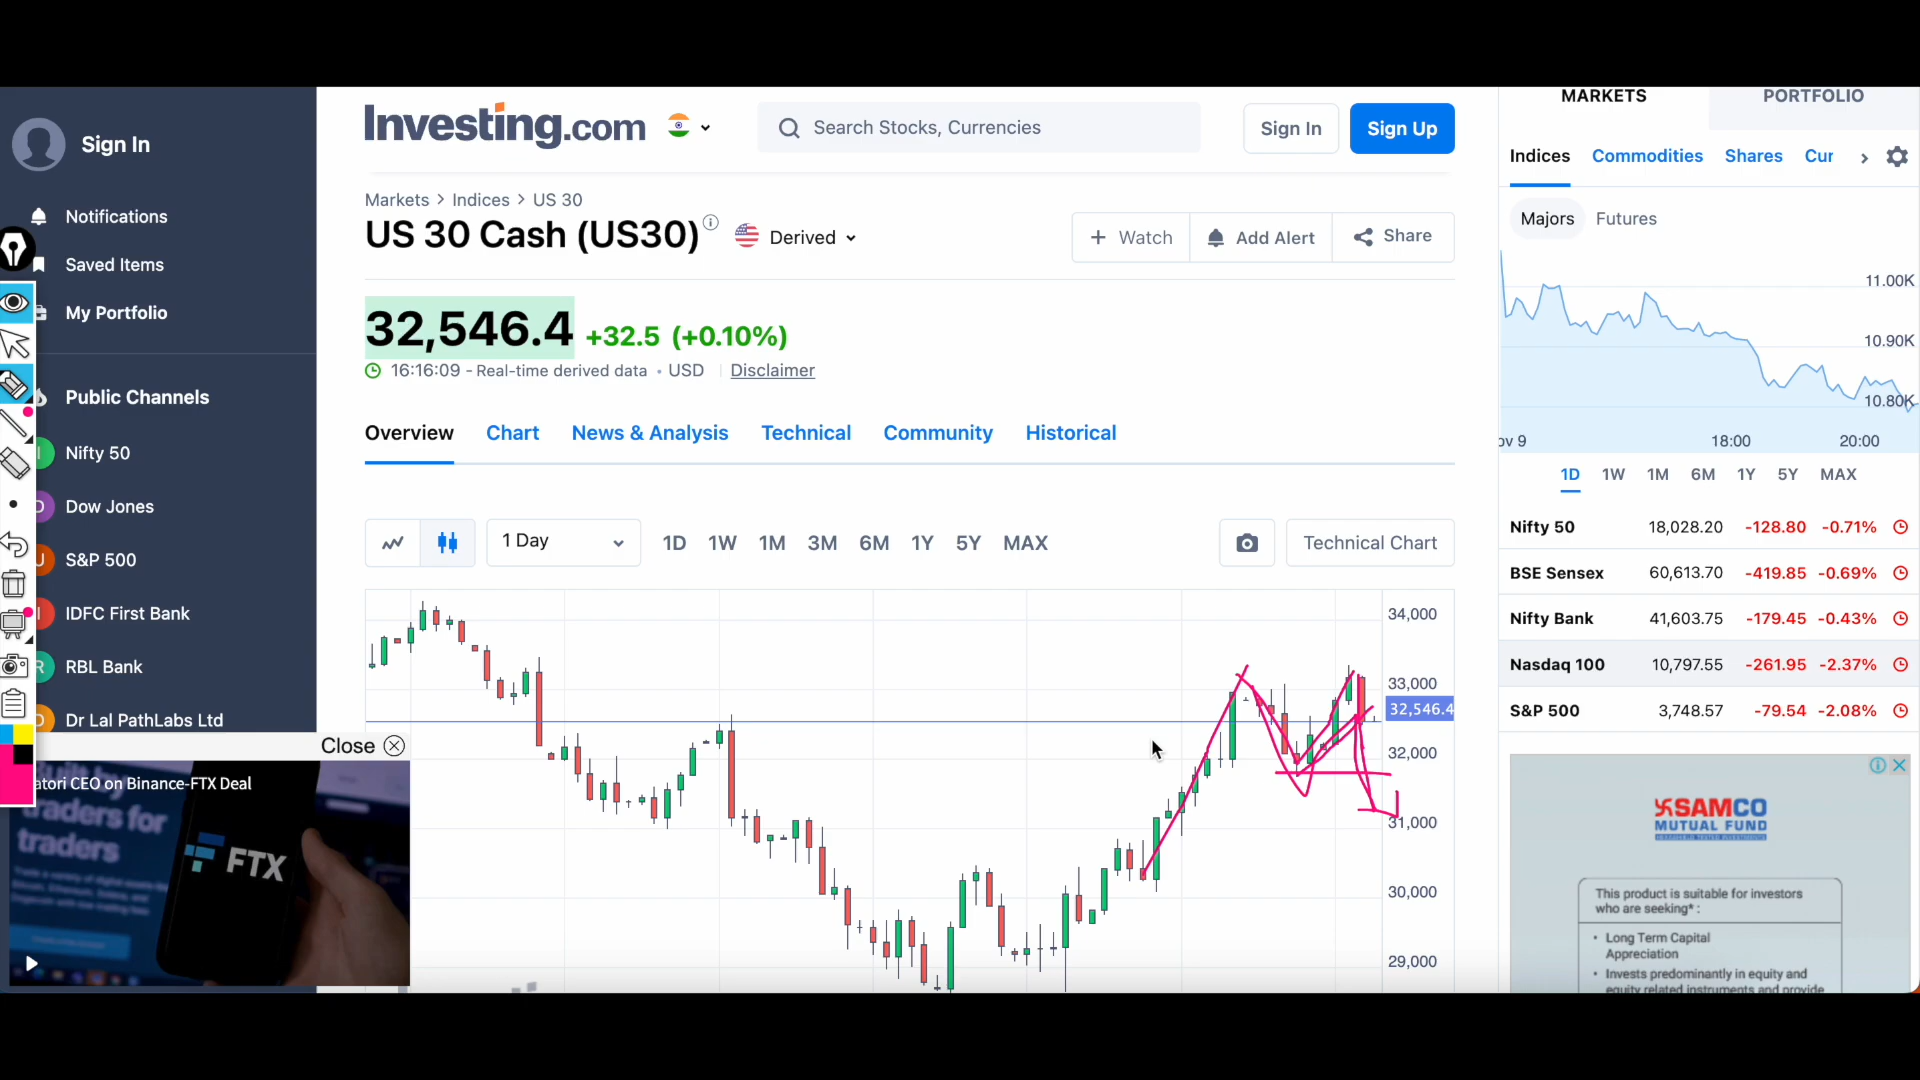 Sign In
Notifications
Saved Items
My Portfolio
Public Channels
Nifty 50
Dow Jones
S&P 500
IDFC First Bank
RBL Bank
Dr Lal PathLabs Ltd
Close
atori CEO on Binance-FTX Deal
traders for
traders
FTX
Investing.com
Search Stocks, Currencies
Sign In
Sign Up
Markets > Indices > US 30
US 30 Cash (US30)
Derived
+ Watch
Add Alert
Share
32,546.4 +32.5 (+0.10%)
16:16:09 - Real-time derived data • USD
Disclaimer
Overview
Chart
News & Analysis
Technical
Community
Historical
1 Day
1D 1W 1M 3M 6M 1Y 5Y MAX
Technical Chart
34,000
33,000
32,546.4
32,000
31,000
30,000
29,000
MARKETS
PORTFOLIO
Indices
Commodities
Shares
Cur
Majors
Futures
11.00K
10.90K
10.80K
ov 9
18:00
20:00
1D 1W 1M 6M 1Y 5Y MAX
Nifty 50 18,028.20 -128.80 -0.71%
BSE Sensex 60,613.70 -419.85 -0.69%
Nifty Bank 41,603.75 -179.45 -0.43%
Nasdaq 100 10,797.55 -261.95 -2.37%
S&P 500 3,748.57 -79.54 -2.08%
SAMCO
MUTUAL FUND
This product is suitable for investors
who are seeking* :
• Long Term Capital
Appreciation
• Invests predominantly in equity and
equity related instruments and provide